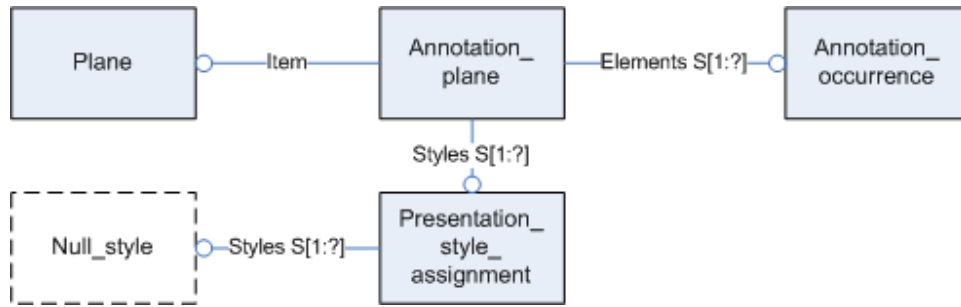 Plane
Item
Annotation_
plane
Elements S[1:?]
Annotation_
occurrence
Styles S[1:?]
Null_style
Styles S[1:?]
Presentation_
style_
assignment